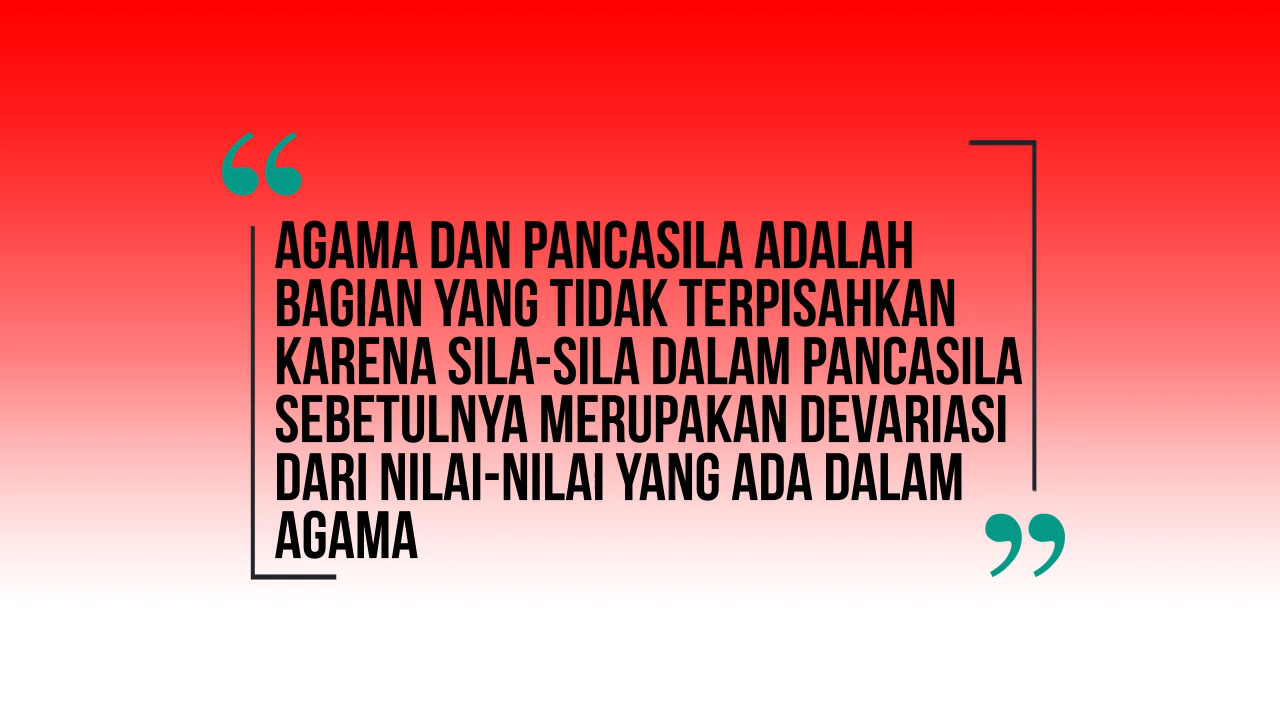 AGAMA DAN PANCASILA ADALAH
BAGIAN YANG TIDAK TERPISAHKAN
KARENA SILA-SILA DALAM PANCASILA
SEBETULNYA MERUPAKAN DEVARIASI
DARI NILAI-NILAI YANG ADA DALAM
AGAMA